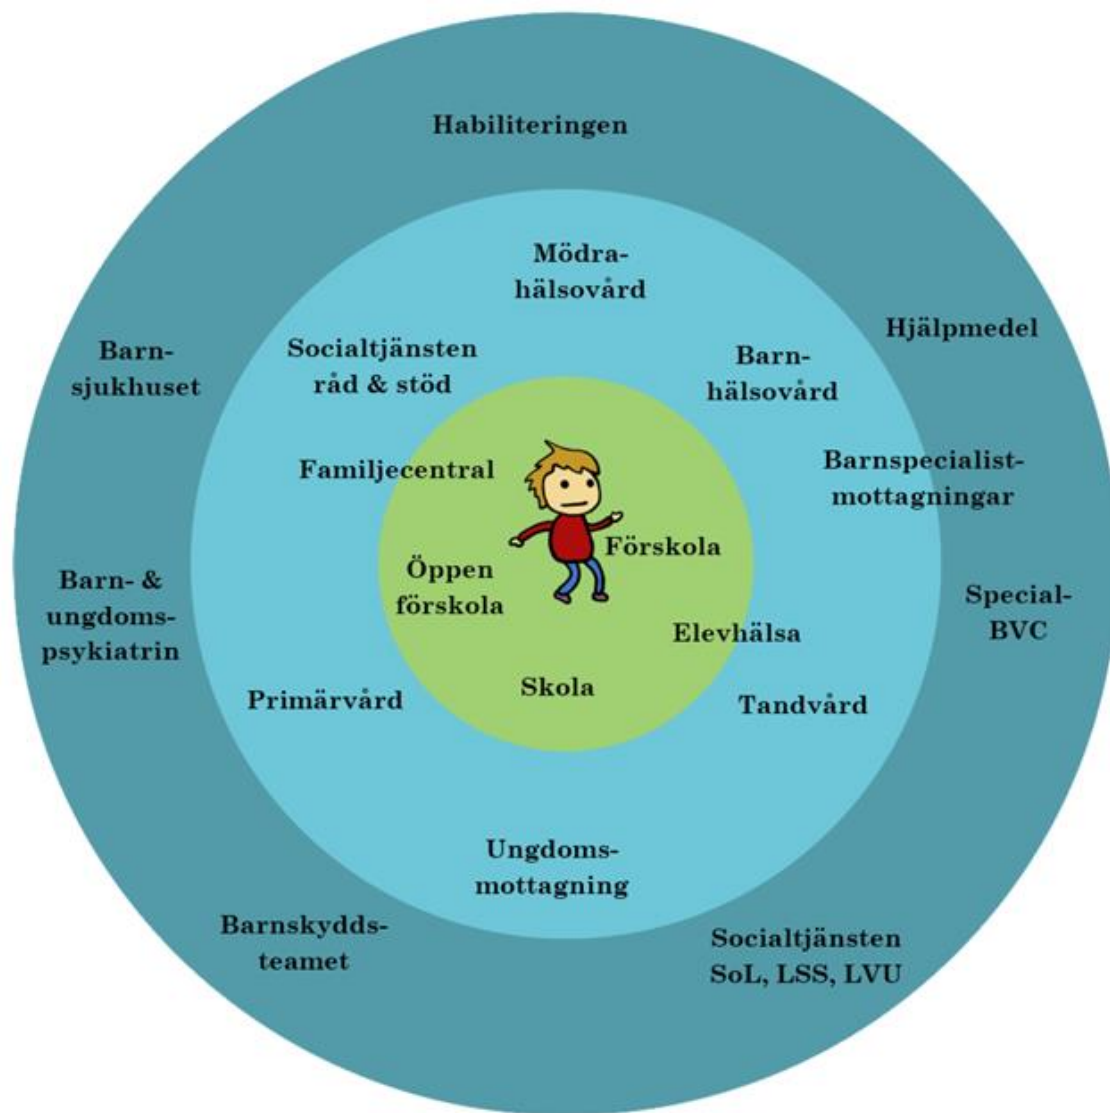 Habiliteringen
Mödra-
hälsovård
Hjälpmedel
Socialtjänsten
råd & stöd
Barn-
hälsovård
Barn-
sjukhuset
Familjecentral
Barnspecialist-
mottagningar
Förskola
Öppen
förskola
Barn- &
ungdoms-
psykiatrin
Special-
BVC
Elevhälsa
Skola
Primärvård
Tandvård
Ungdoms-
mottagning
Barnskydds-
teamet
Socialtjänsten
SoL, LSS, LVU